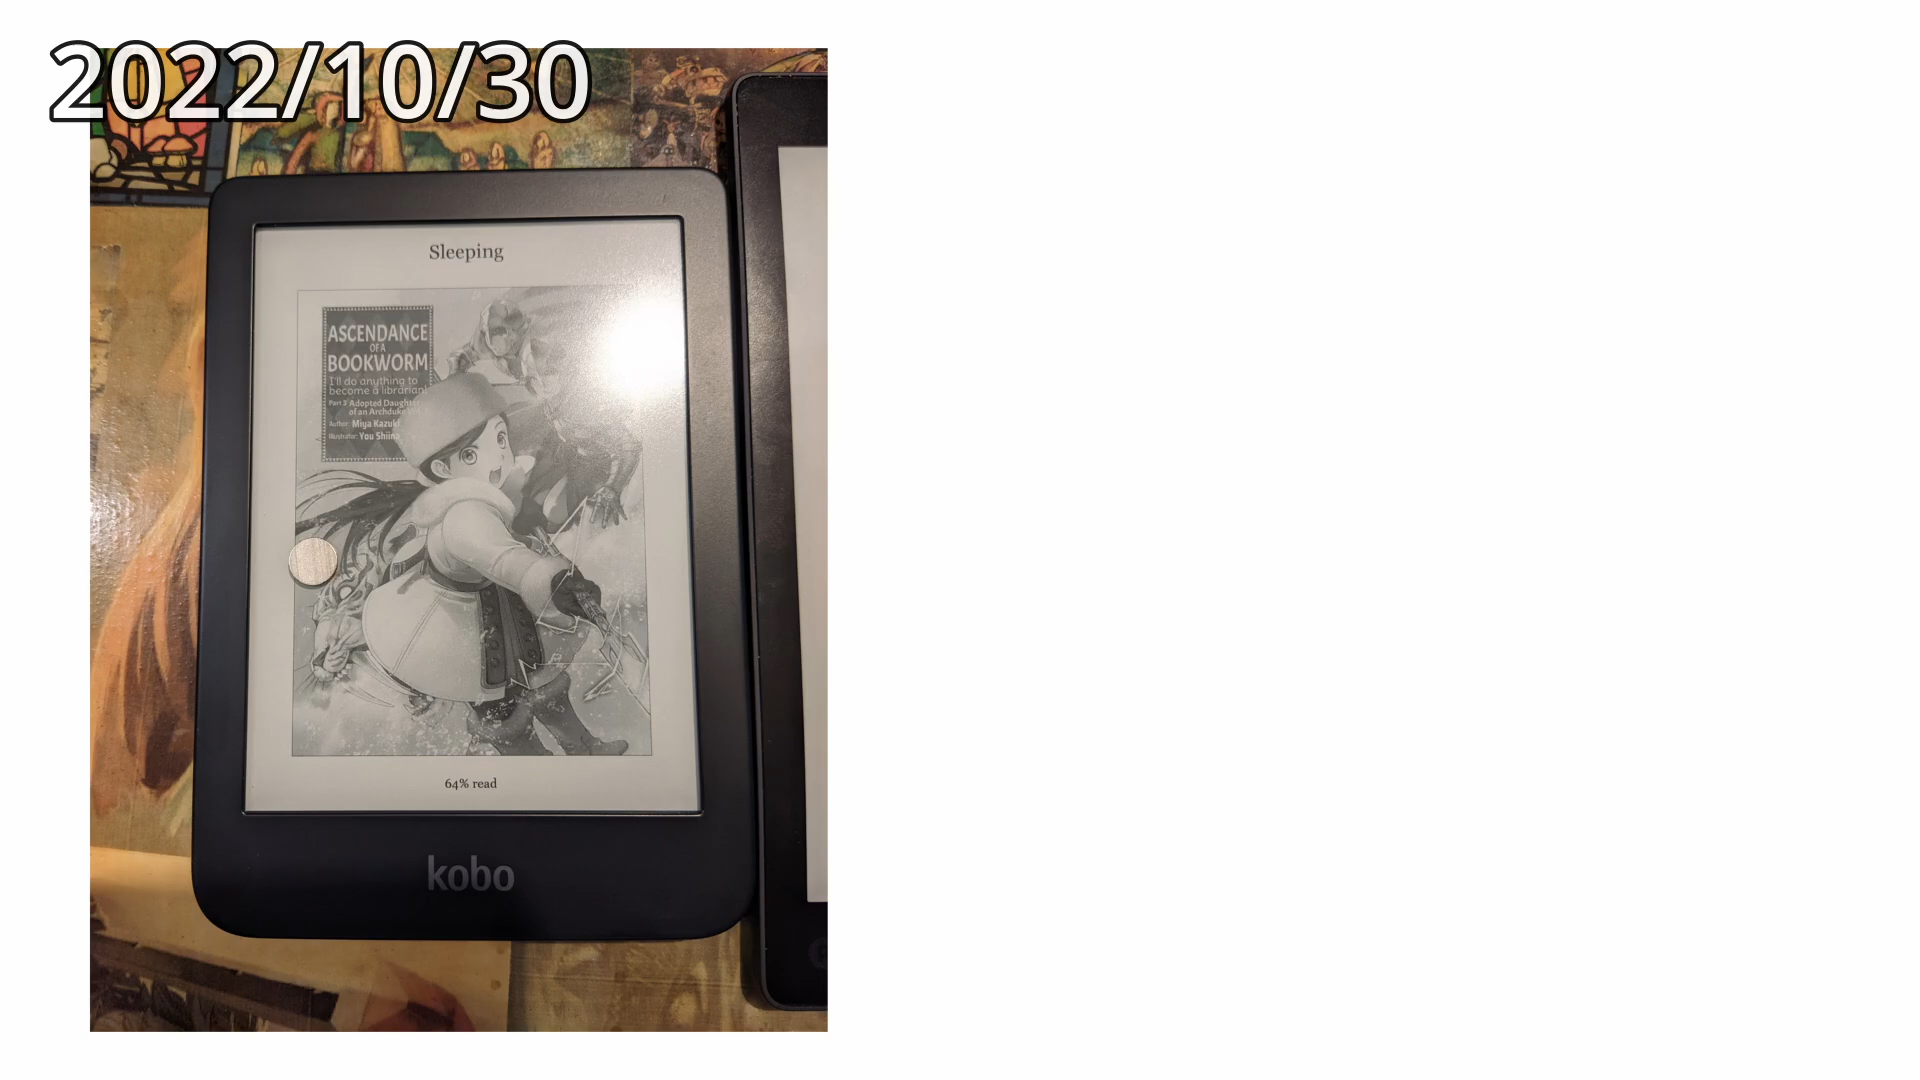 2022/10/30
Sleeping
ASCENDANCE
OF A
BOOKWORM
I'll do anything to
become a librarian!
Part 3 Adopted Daughter
of an Archduke
Author: Miya Kazuki
Illustrator: You Shiina
64% read
kobo